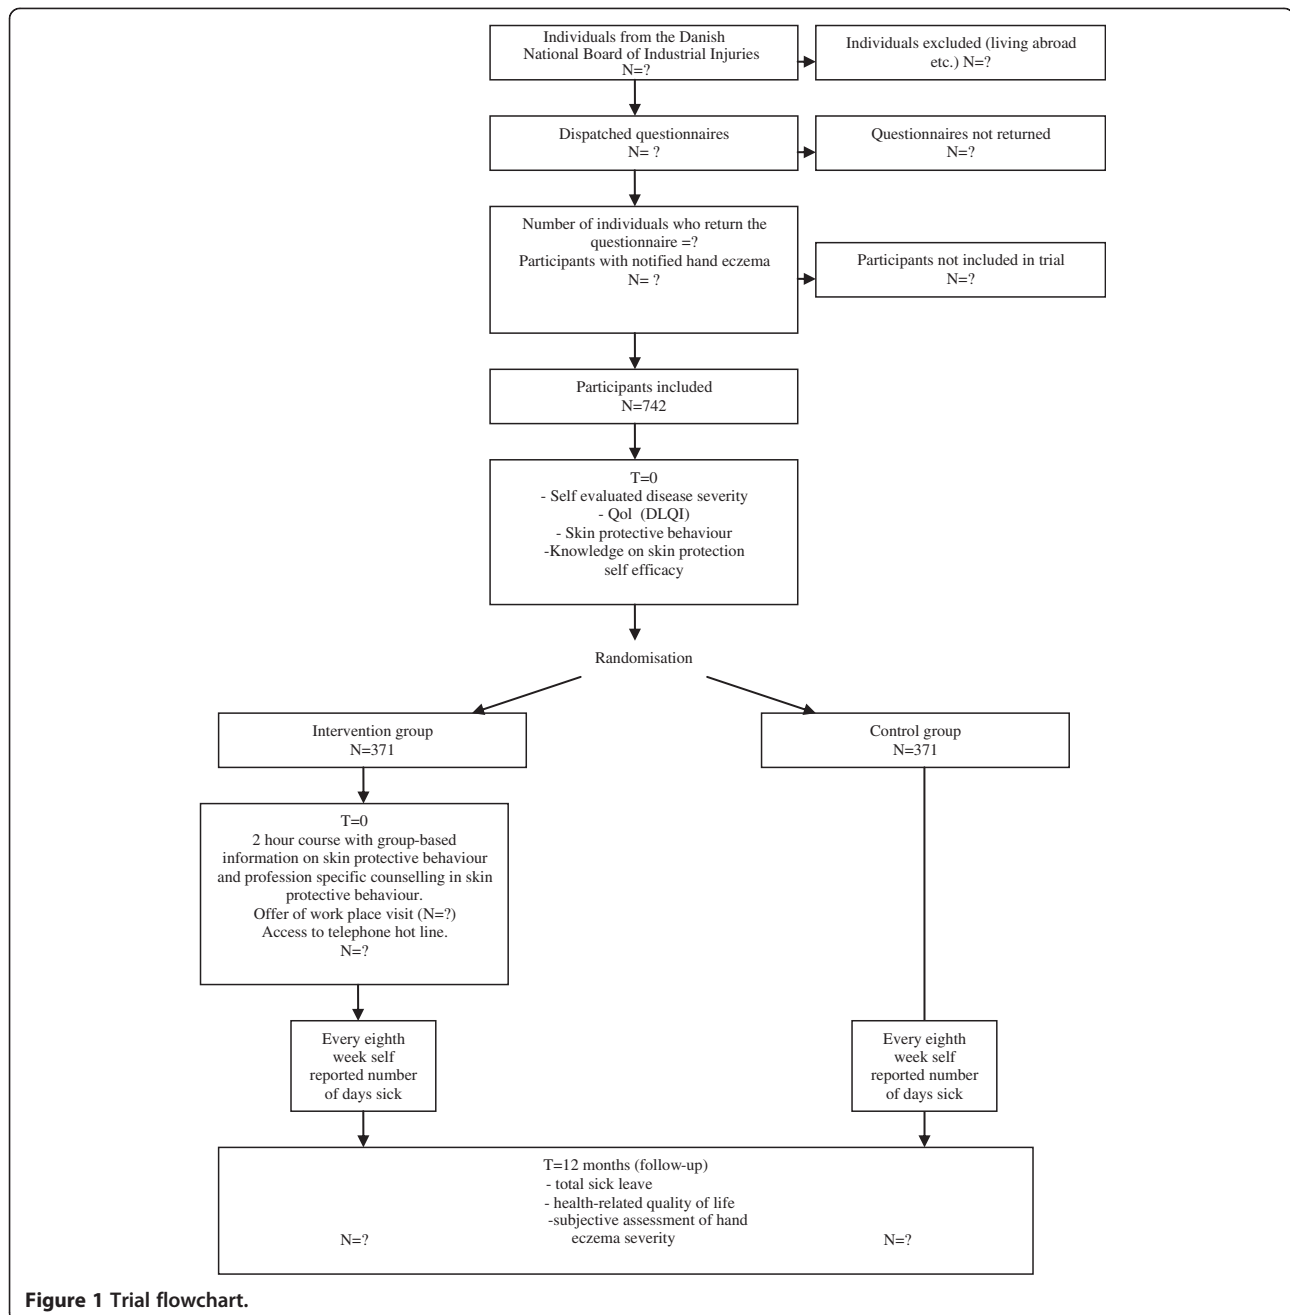 Individuals from the Danish
National Board of Industrial Injuries
N=?
Individuals excluded (living abroad
etc.) N=?
Dispatched questionnaires
N= ?
Questionnaires not returned
N=?
Number of individuals who return the
questionnaire =?
Participants with notified hand eczema
N= ?
Participants not included in trial
N=?
Participants included
N=742
T=0
- Self evaluated disease severity
- Qol (DLQI)
- Skin protective behaviour
-Knowledge on skin protection
self efficacy
Randomisation
Intervention group
N=371
Control group
N=371
T=0
2 hour course with group-based
information on skin protective behaviour
and profession specific counselling in skin
protective behaviour.
Offer of work place visit (N=?)
Access to telephone hot line.
N=?
Every eighth
week self
reported number
of days sick
Every eighth
week self
reported number
of days sick
T=12 months (follow-up)
- total sick leave
- health-related quality of life
-subjective assessment of hand
eczema severity
N=?
N=?
Figure 1 Trial flowchart.